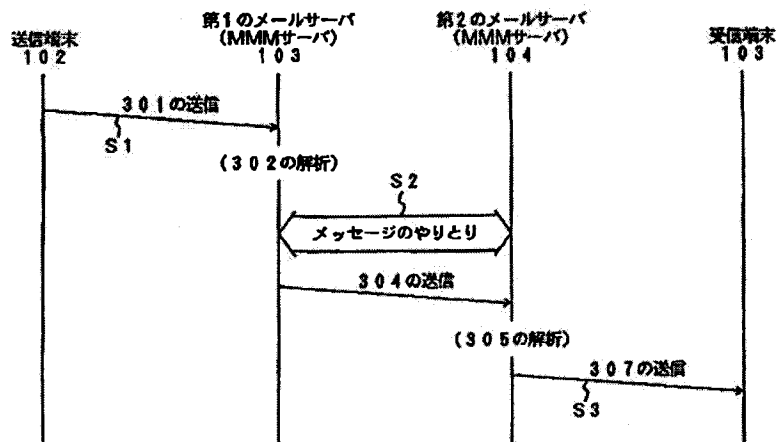 送信端末
102
第1のメールサーバ
(MMMサーバ)
103
第2のメールサーバ
(MMMサーバ)
104
受信端末
103
301の送信
S1
(302の解析)
S2
メッセージのやりとり
304の送信
(305の解析)
307の送信
S3